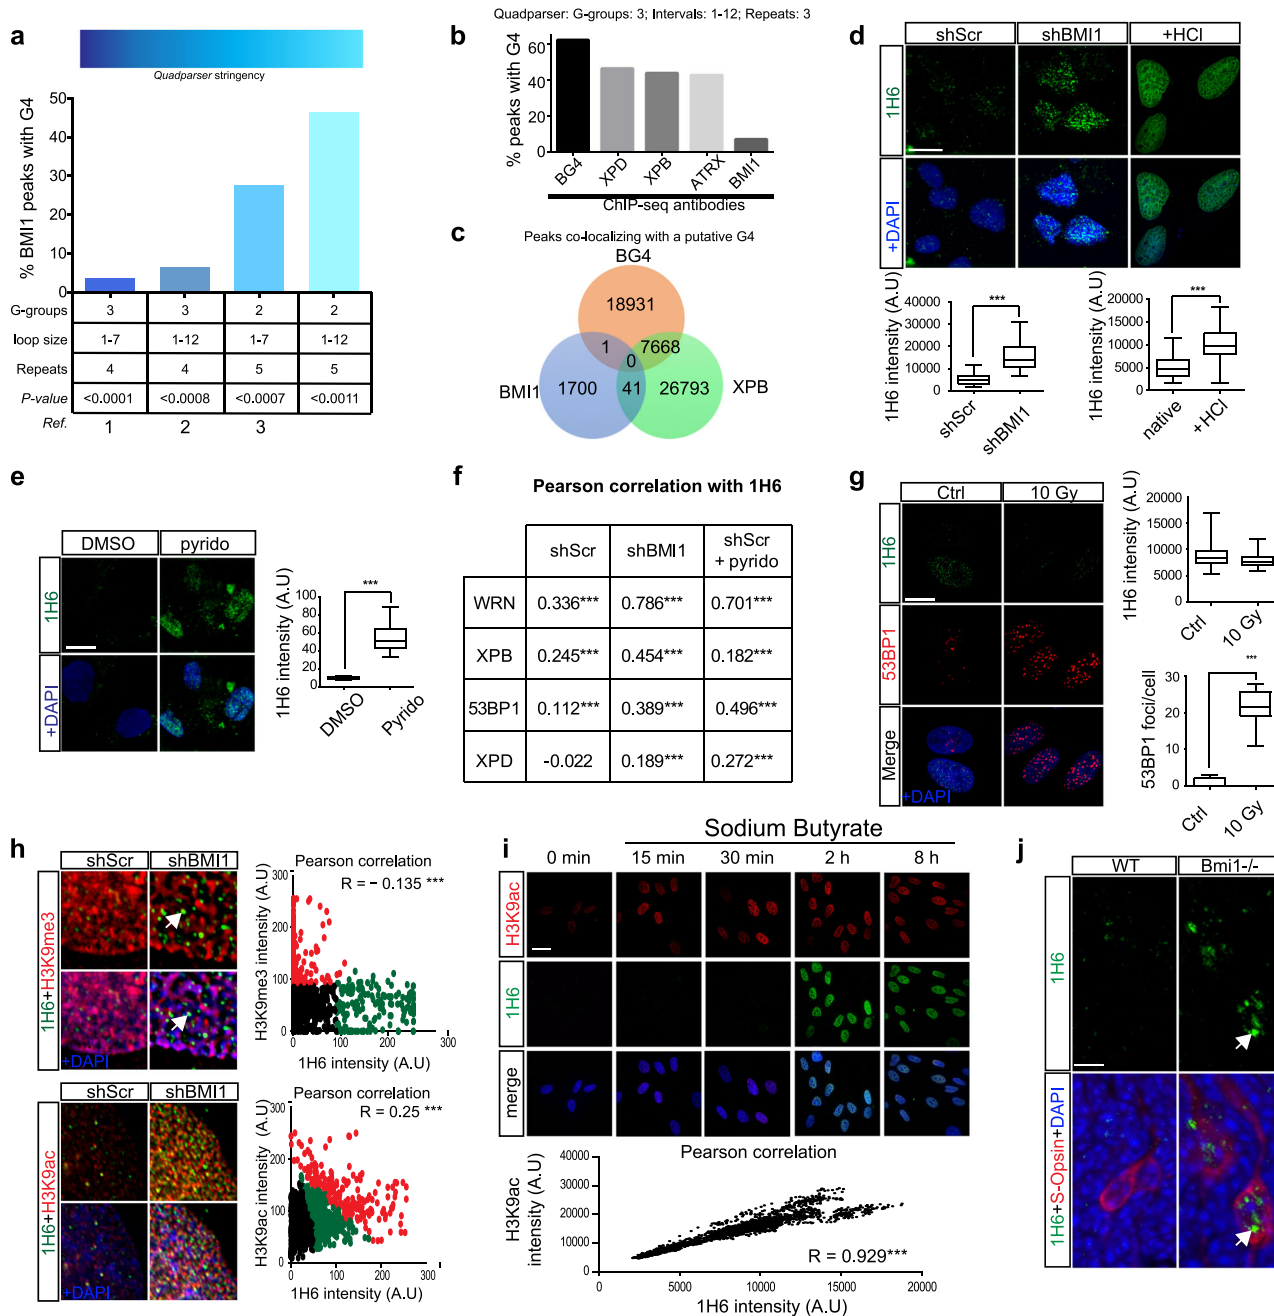 a
Quadparser stringency
% BMI1 peaks with G4
50
40
30
20
10
0
G-groups 3 3 2 2
loop size 1-7 1-12 1-7 1-12
Repeats 4 4 5 5
P-value <0.0001 <0.0008 <0.0007 <0.0011
Ref. 1 2 3
Quadparser: G-groups: 3; Intervals: 1-12; Repeats: 3
b
% peaks with G4
60
40
20
0
BG4 XPD XPB ATRX BMI1
ChIP-seq antibodies
c
Peaks co-localizing with a putative G4
BG4
18931
1 7668
0
BMI1 1700 41 26793 XPB
d
shScr shBMI1 +HCl
1H6
+DAPI
1H6 intensity (A.U)
40000
30000
20000
10000
0
***
shScr shBMI1
1H6 intensity (A.U)
20000
15000
10000
5000
0
***
native +HCl
e
DMSO pyrido
1H6
+DAPI
1H6 intensity (A.U)
100
80
60
40
20
0
***
DMSO Pyrido
f
Pearson correlation with 1H6
shScr shBMI1 shScr + pyrido
WRN 0.336*** 0.786*** 0.701***
XPB 0.245*** 0.454*** 0.182***
53BP1 0.112*** 0.389*** 0.496***
XPD -0.022 0.189*** 0.272***
g
Ctrl 10 Gy
1H6
53BP1
Merge
+DAPI
1H6 intensity (A.U)
20000
15000
10000
5000
0
Ctrl 10 Gy
53BP1 foci/cell
30
20
10
0
***
Ctrl 10 Gy
h
shScr shBMI1
1H6+H3K9me3
+DAPI
Pearson correlation
R = − 0.135 ***
H3K9me3 intensity (A.U)
300
200
100
0
0 100 200 300
1H6 intensity (A.U)
shScr shBMI1
1H6+H3K9ac
+DAPI
Pearson correlation
R = 0.25 ***
H3K9ac intensity (A.U)
300
200
100
0
0 100 200 300
1H6 intensity (A.U)
i
Sodium Butyrate
0 min 15 min 30 min 2 h 8 h
H3K9ac
1H6
merge
Pearson correlation
H3K9ac intensity (A.U)
40000
30000
20000
10000
0
R = 0.929***
0 5000 10000 15000 20000
1H6 intensity (A.U)
j
WT Bmi1-/-
1H6
1H6+S-Opsin+DAPI